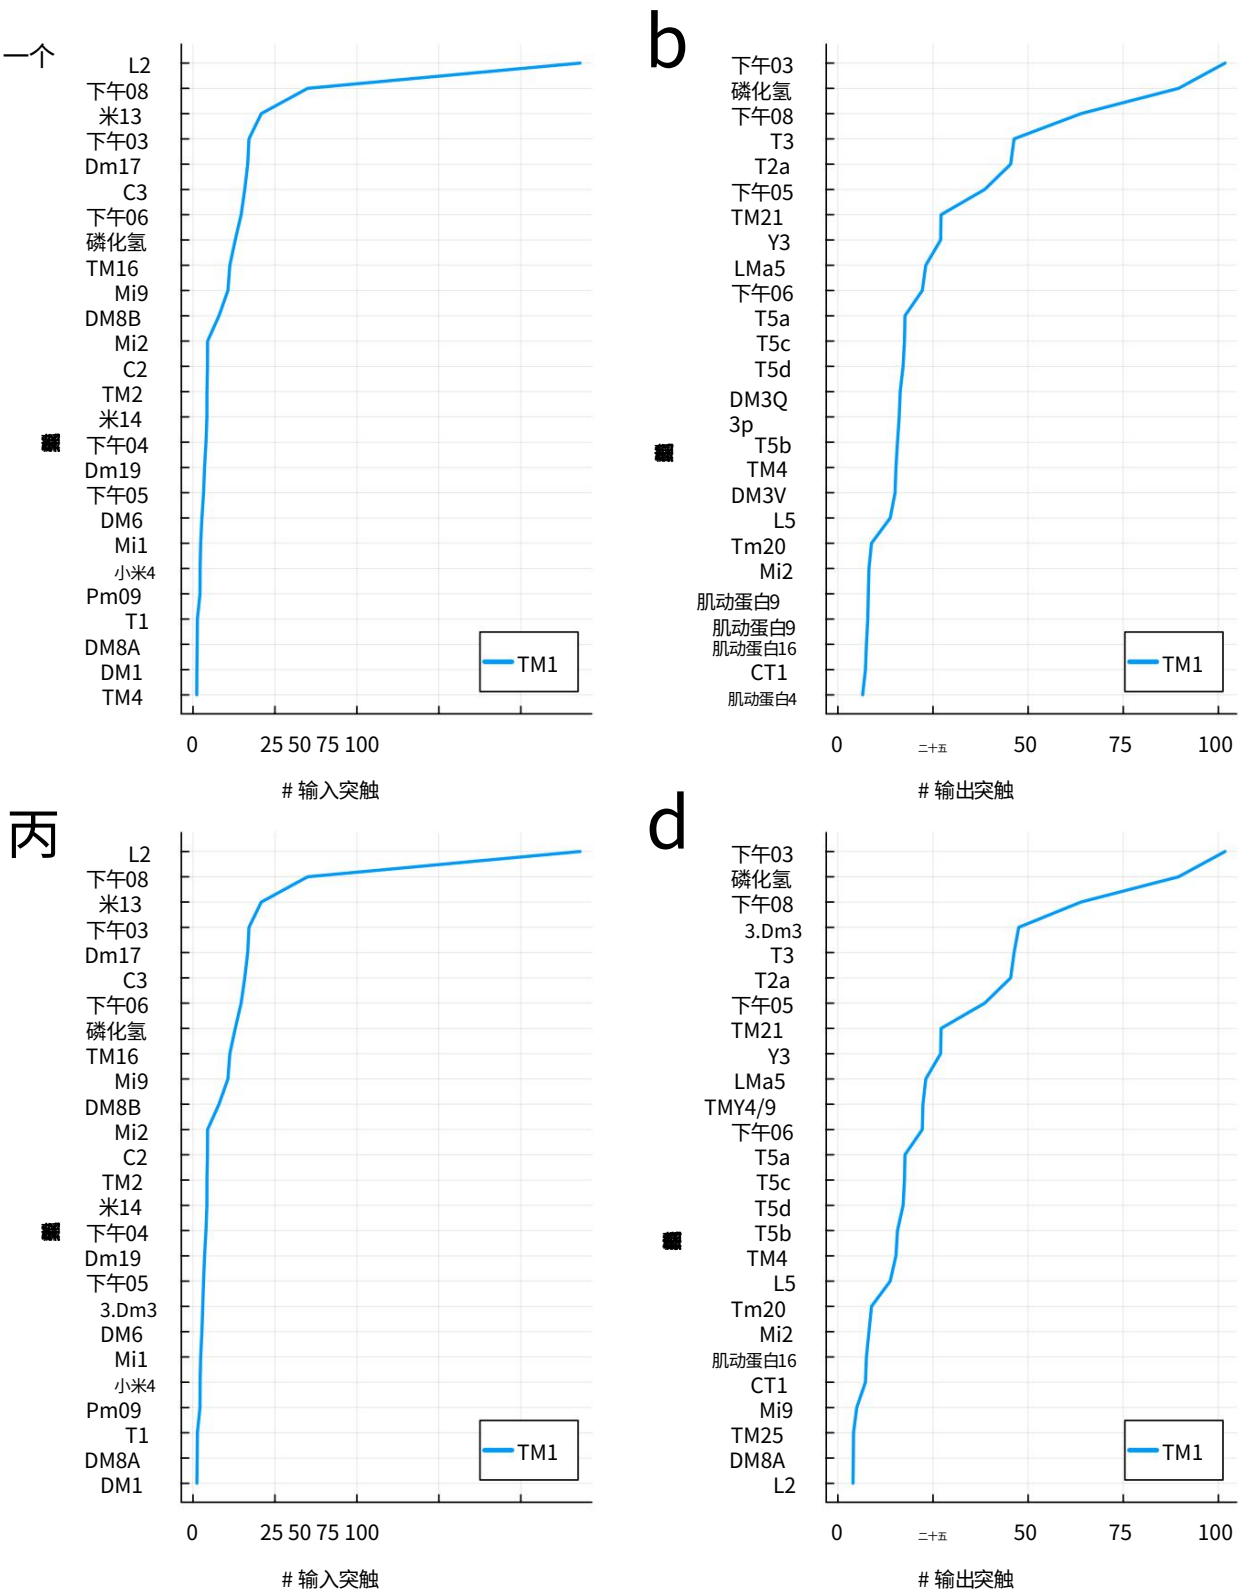 一个
L2
下午08
米13
下午03
Dm17
C3
下午06
磷化氢
TM16
Mi9
DM8B
Mi2
C2
TM2
米14
下午04
Dm19
下午05
DM6
Mi1
小米4
Pm09
T1
DM8A
DM1
TM4
TM1
0 25 50 75 100
# 输入突触
b
下午03
磷化氢
下午08
T3
T2a
下午05
TM21
Y3
LMa5
下午06
T5a
T5c
T5d
DM3Q
3p
T5b
TM4
DM3V
L5
Tm20
Mi2
肌动蛋白9
肌动蛋白9
肌动蛋白16
CT1
肌动蛋白4
TM1
0 二十五 50 75 100
# 输出突触
丙
L2
下午08
米13
下午03
Dm17
C3
下午06
磷化氢
TM16
Mi9
DM8B
Mi2
C2
TM2
米14
下午04
Dm19
下午05
3.Dm3
DM6
Mi1
小米4
Pm09
T1
DM8A
DM1
TM1
0 25 50 75 100
# 输入突触
d
下午03
磷化氢
下午08
3.Dm3
T3
T2a
下午05
TM21
Y3
LMa5
TMY4/9
下午06
T5a
T5c
T5d
T5b
TM4
L5
Tm20
Mi2
肌动蛋白16
CT1
Mi9
TM25
DM8A
L2
TM1
0 二十五 50 75 100
# 输出突触